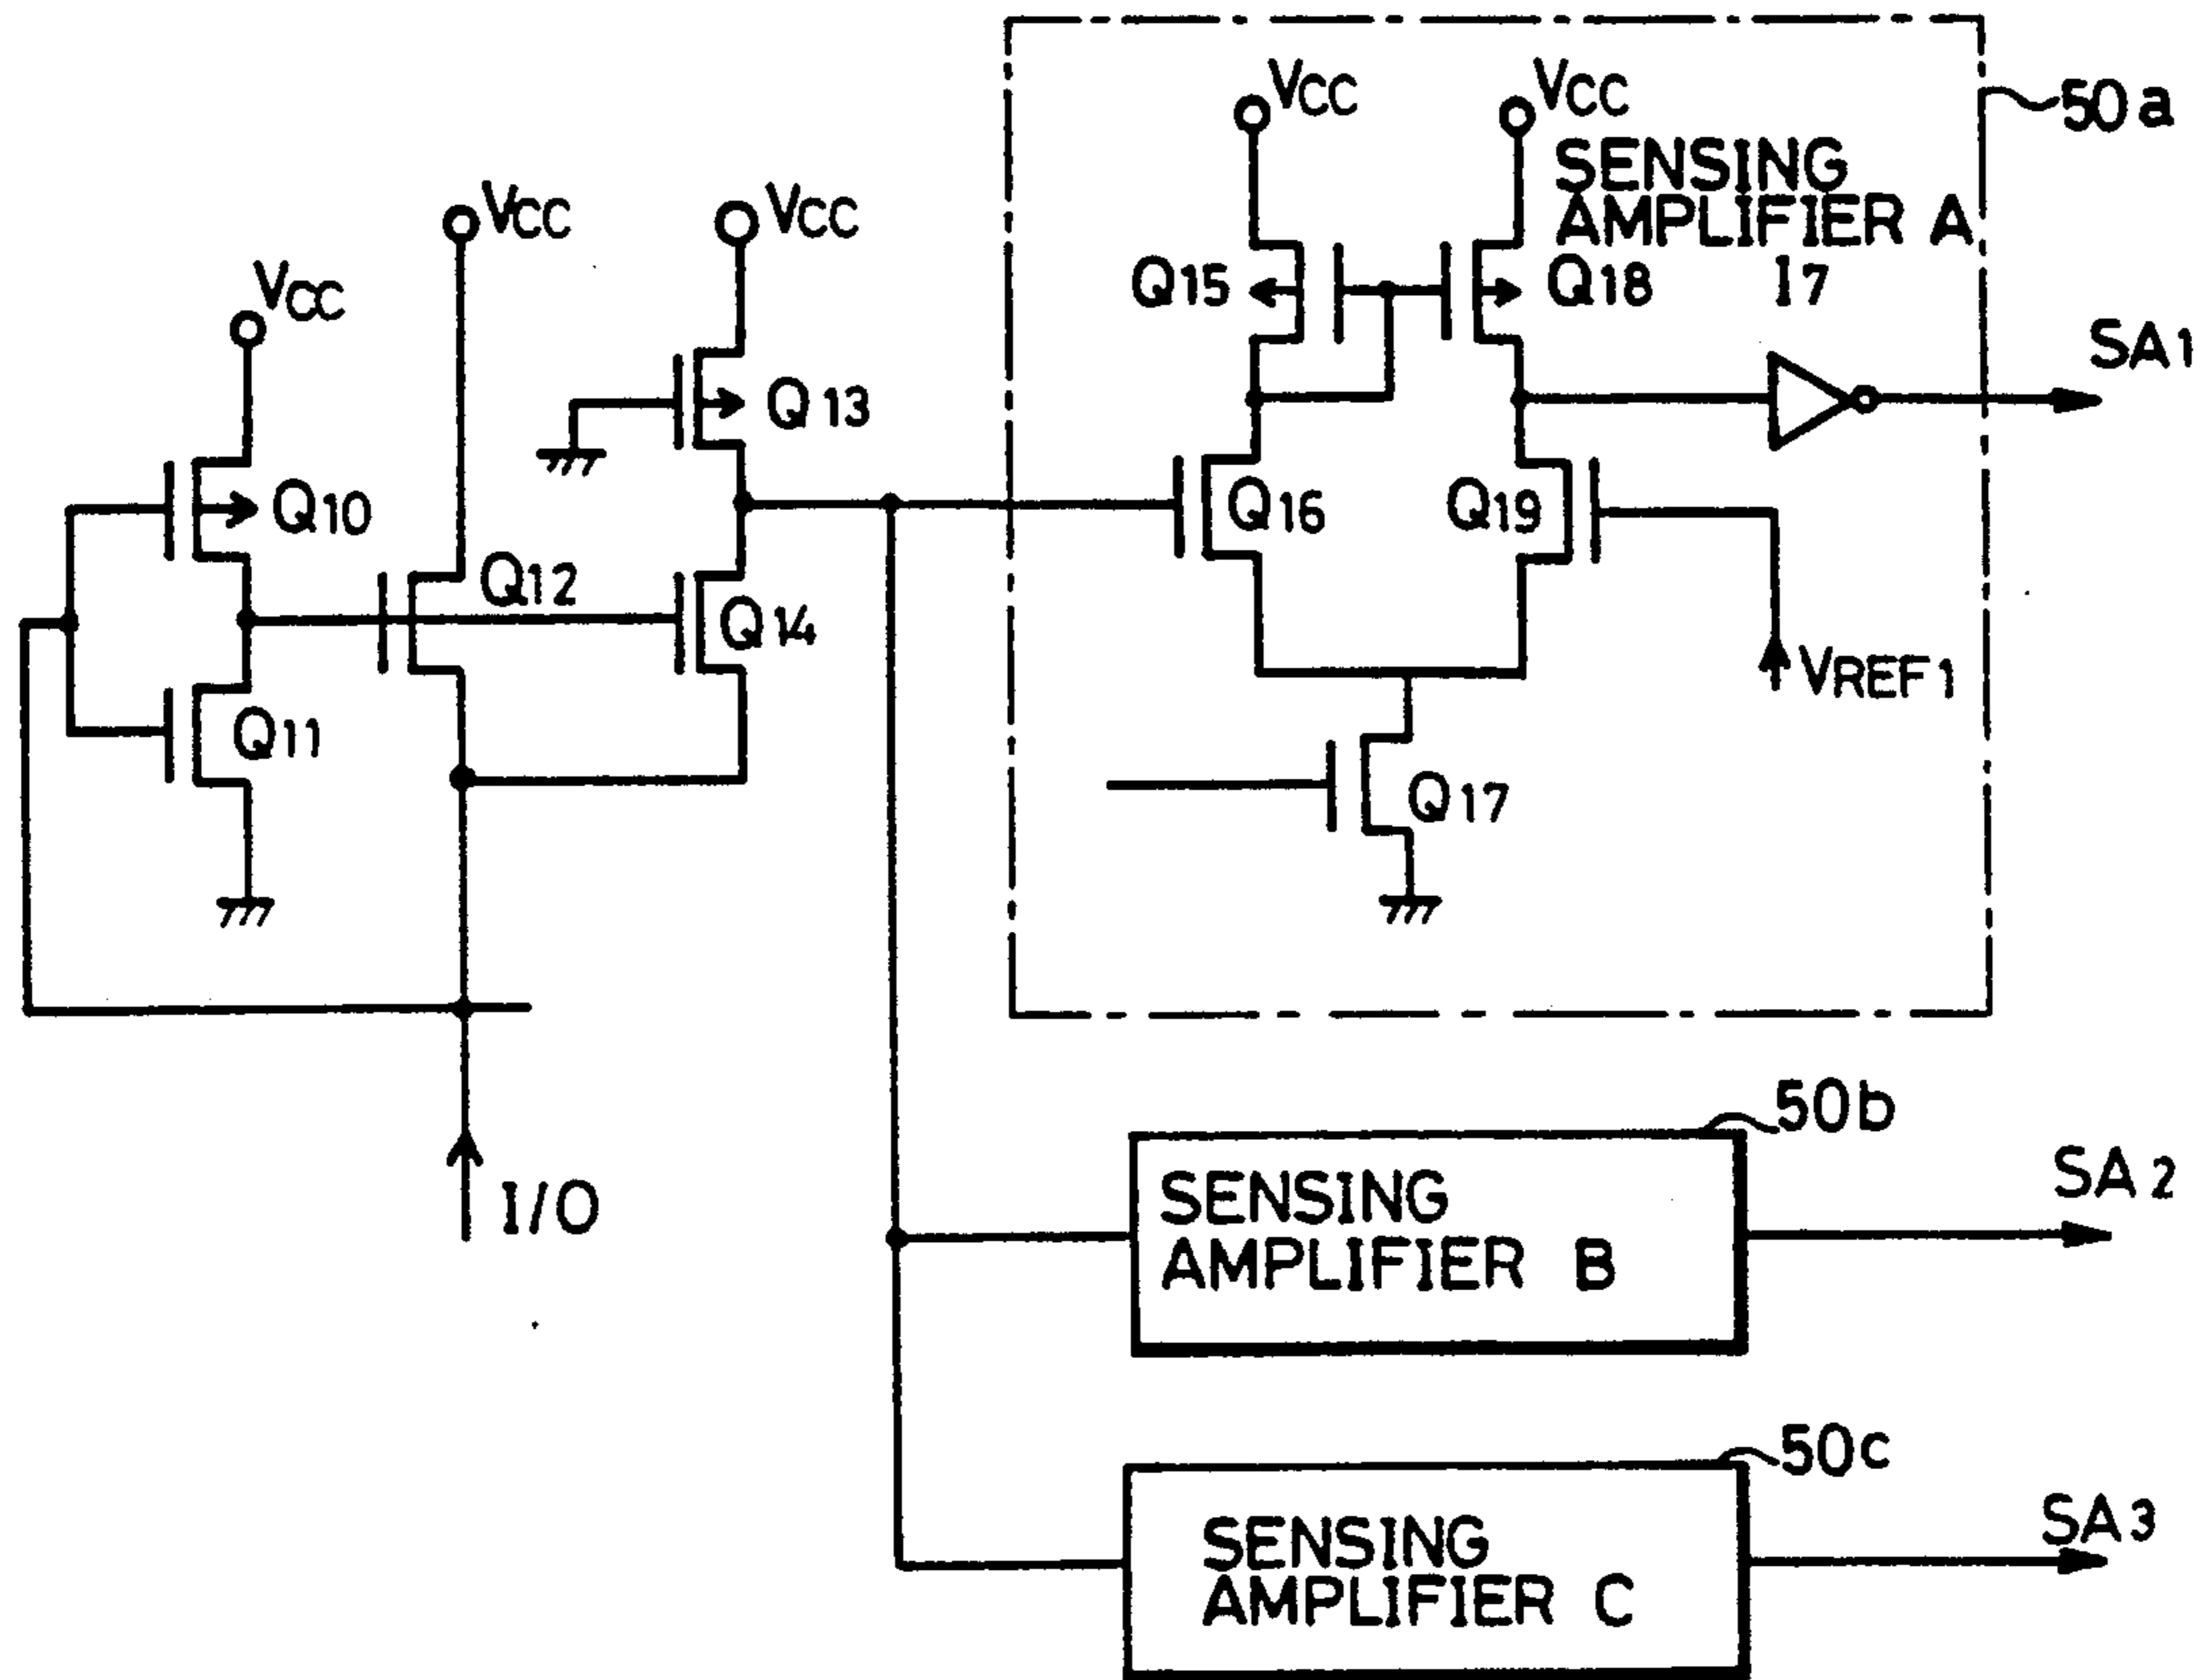 VCC
VCC
50a
SENSING
AMPLIFIER A
VCC
VCC
Q15
Q18
I7
VCC
SA1
Q13
Q10
Q16
Q19
Q12
Q14
VREF1
Q11
Q17
50b
SENSING
AMPLIFIER B
SA2
I/O
50c
SENSING
AMPLIFIER C
SA3